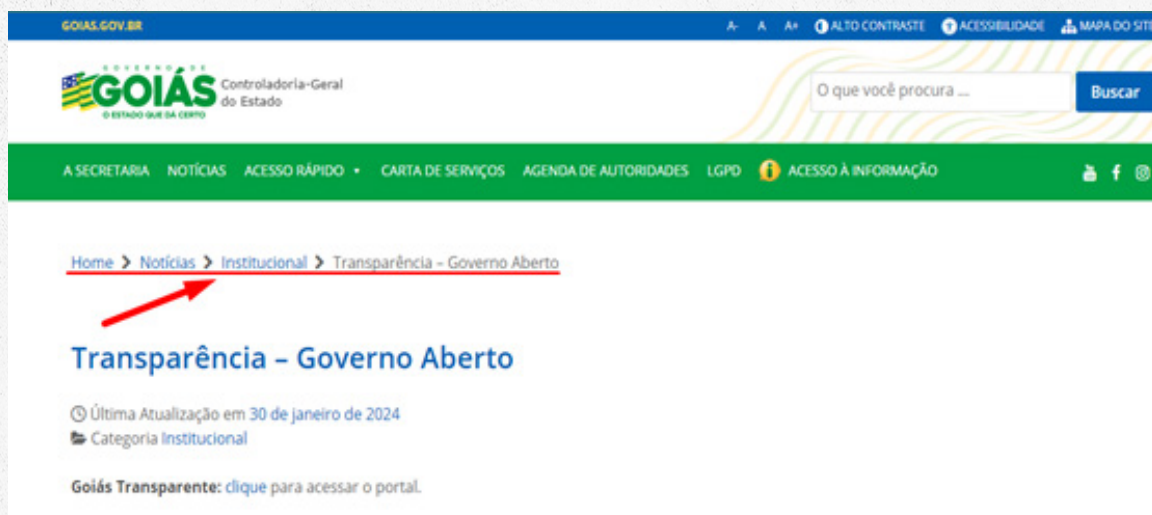 GOIAS.GOV.BR
A- A A+ ALTO CONTRASTE ACESSIBILIDADE MAPA DO SITE
GOVERNO DE
GOIÁS
O ESTADO QUE DÁ CERTO
Controladoria-Geral
do Estado
O que você procura ...
Buscar
A SECRETARIA NOTÍCIAS ACESSO RÁPIDO CARTA DE SERVIÇOS AGENDA DE AUTORIDADES LGPD i ACESSO À INFORMAÇÃO
Home > Notícias > Institucional > Transparência – Governo Aberto
Transparência – Governo Aberto
Última Atualização em 30 de janeiro de 2024
Categoria Institucional
Goiás Transparente: clique para acessar o portal.